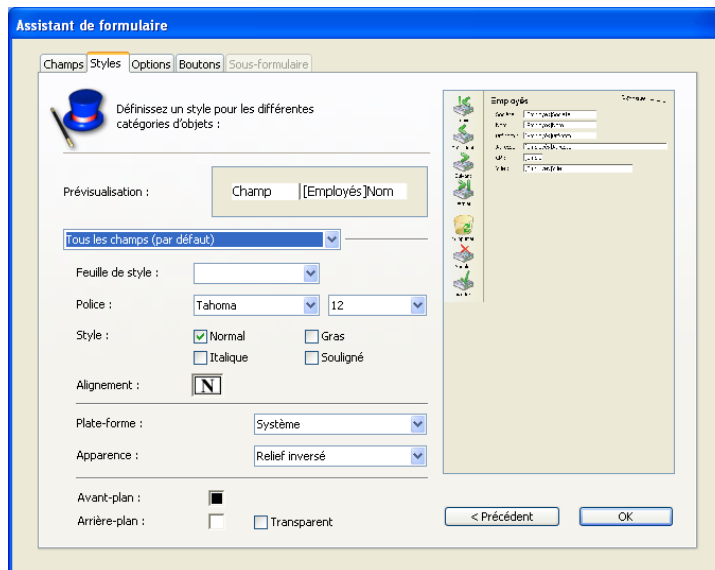 Assistant de formulaire
Champs Styles Options Boutons Sous-formulaire
Définissez un style pour les différentes
catégories d'objets :
Prévisualisation :
Champ [Employés]Nom
Tous les champs (par défaut)
Feuille de style :
Police : Tahoma 12
Style : Normal Gras
Italique Souligné
Alignement : N
Plate-forme : Système
Apparence : Relief inversé
Avant-plan :
Arrière-plan : Transparent
Employés
< Précédent OK